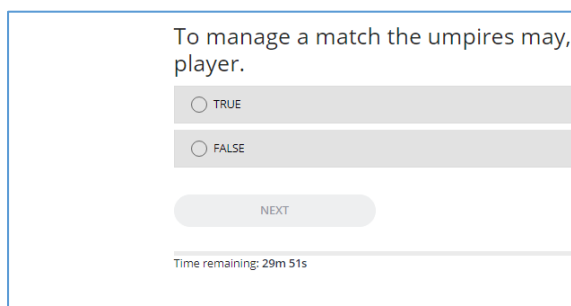 To manage a match the umpires may,
player.
TRUE
FALSE
NEXT
Time remaining: 29m 51s